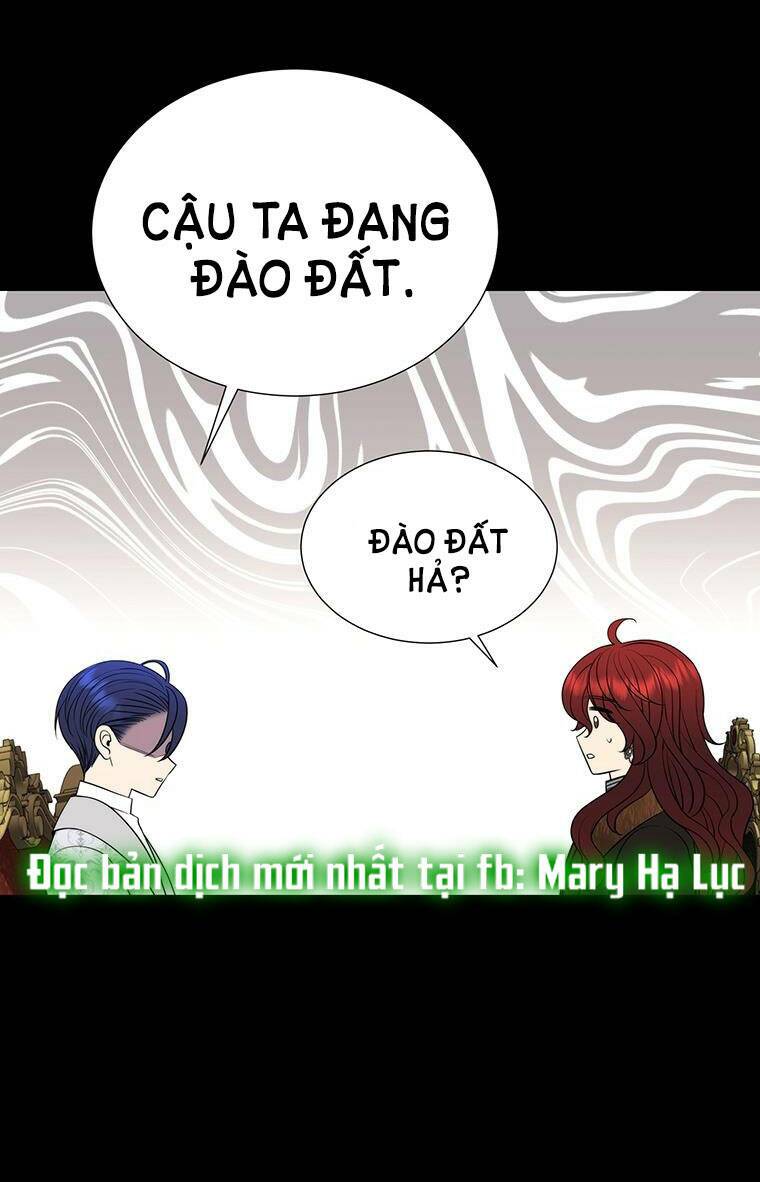 CẬU TA ĐANG
ĐÀO ĐẤT.
ĐÀO ĐẤT
HẢ?
Đọc bản dịch mới nhất tại fb: Mary Hạ Lục